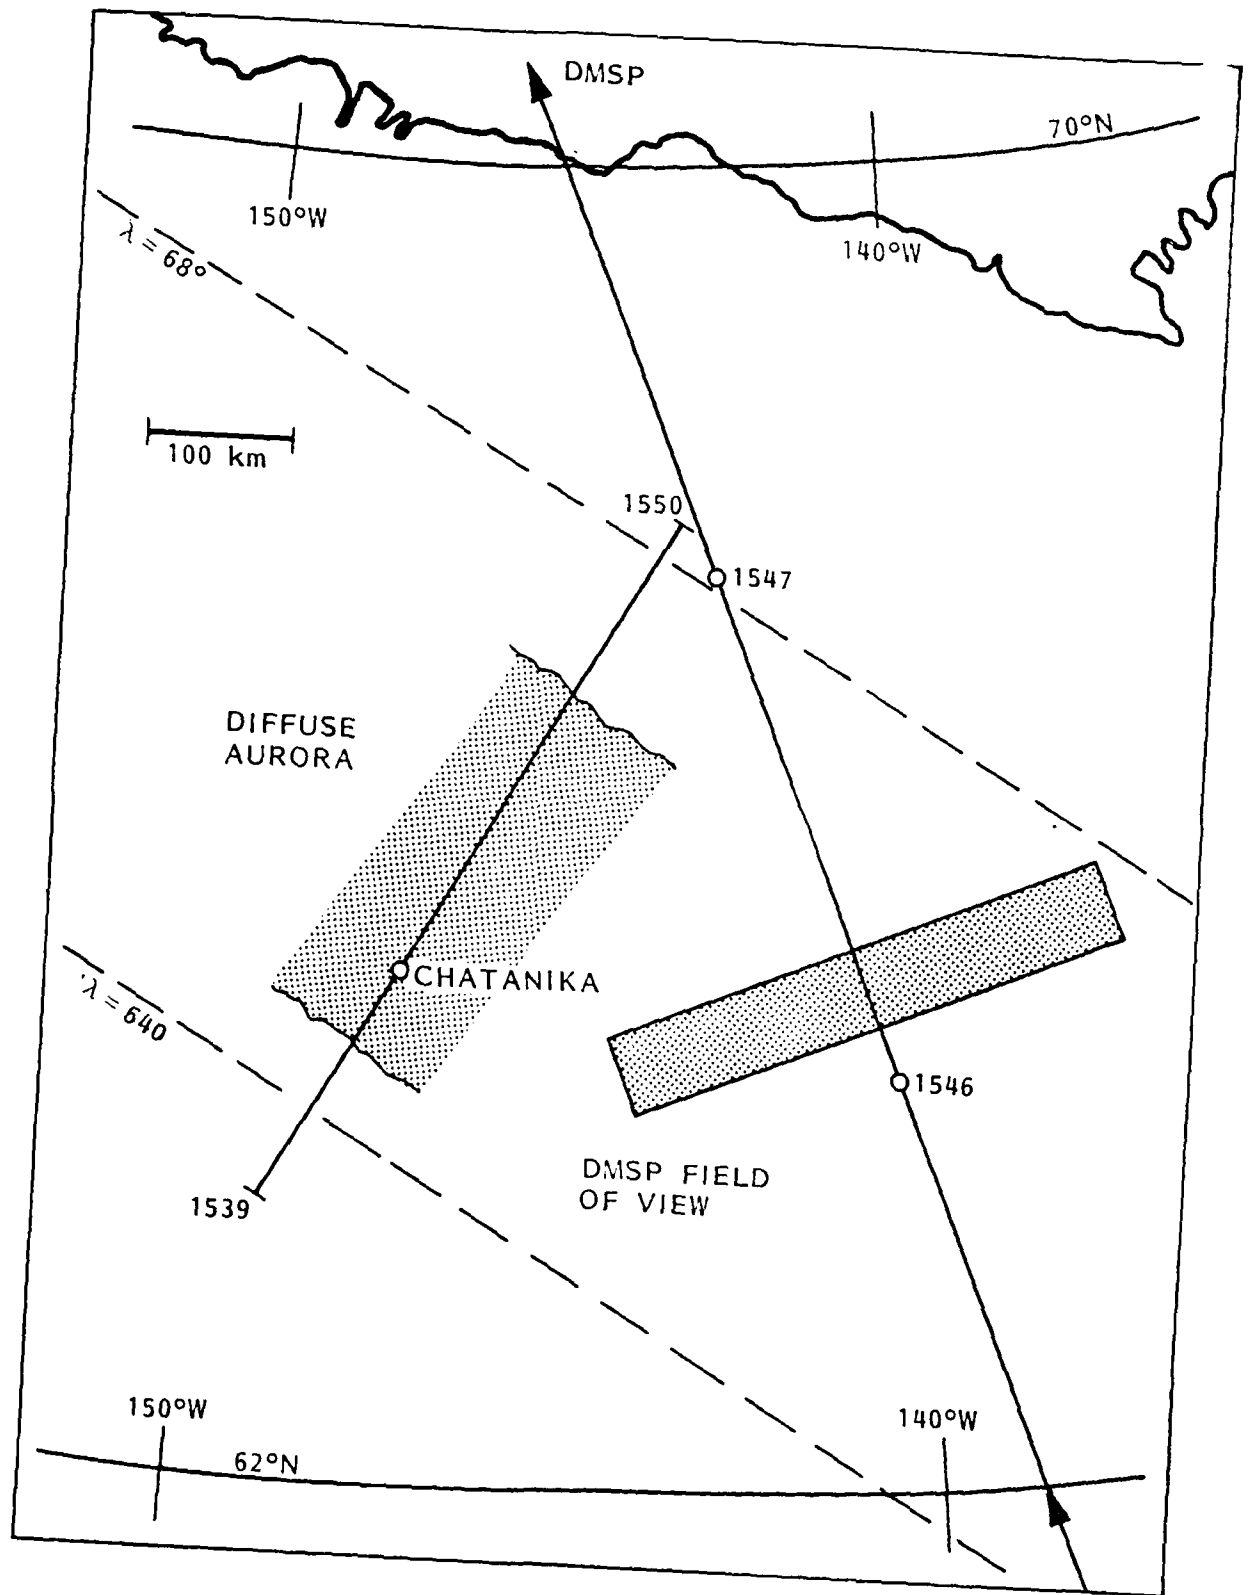 DMSP
70°N
150°W
140°W
λ = 68°
100 km
1550
1547
DIFFUSE
AURORA
CHATANIKA
λ = 640
1546
DMSP FIELD
OF VIEW
1539
150°W
140°W
62°N